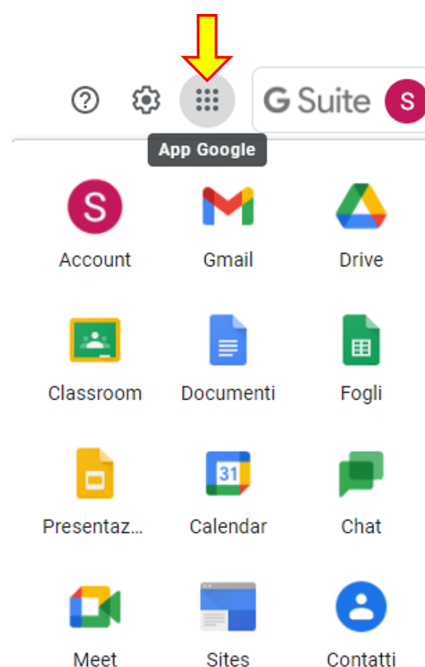 G Suite S
App Google
S
Account Gmail Drive
Classroom Documenti Fogli
31
Presentaz... Calendar Chat
Meet Sites Contatti